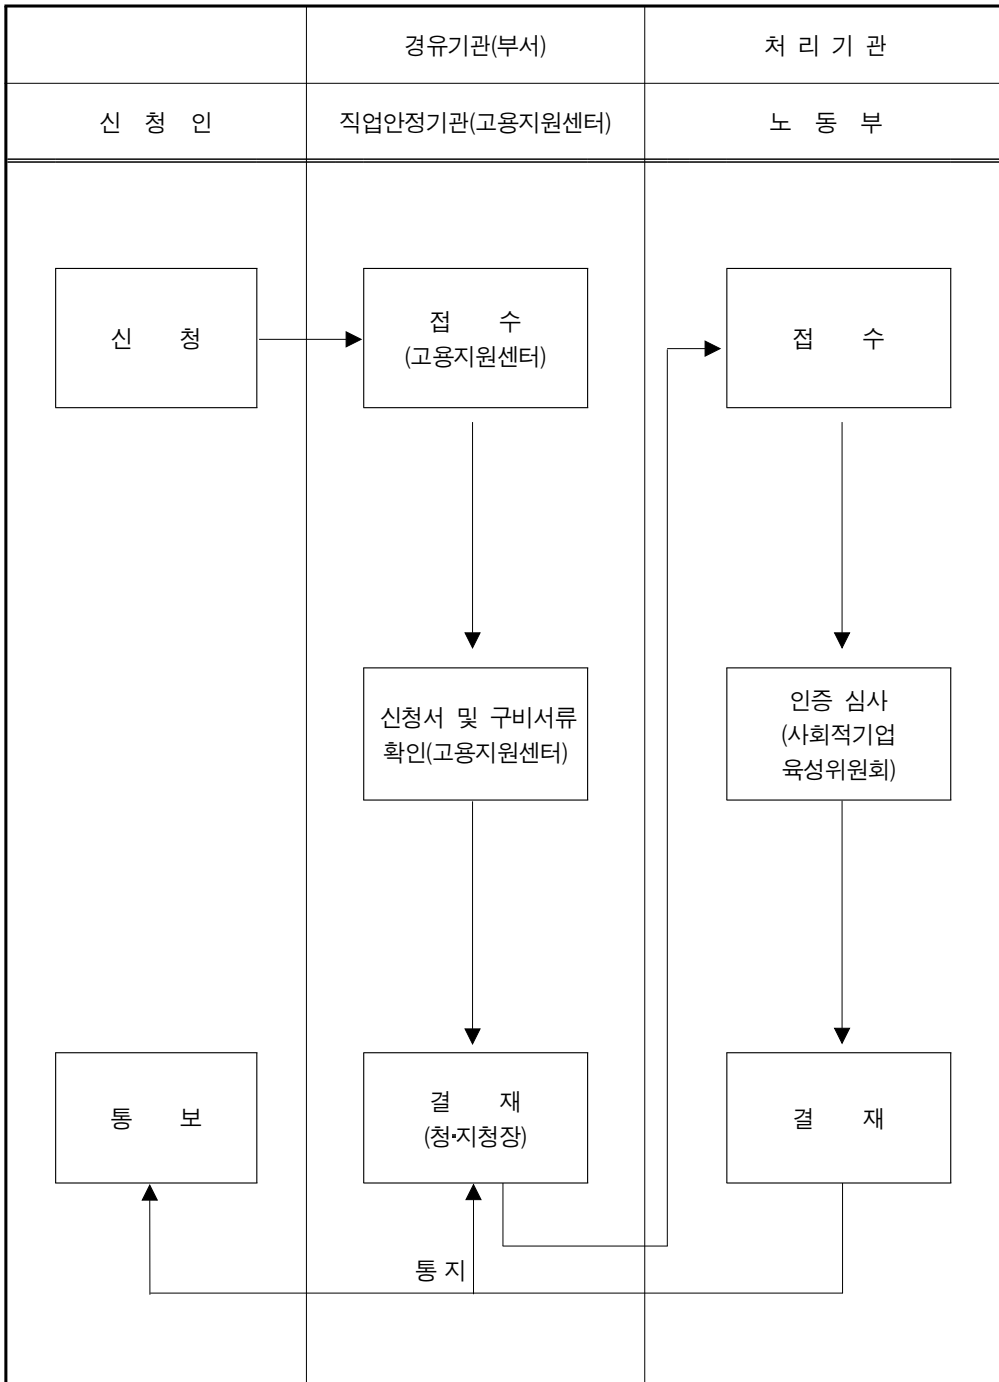 경유기관(부서)
처 리 기 관
신 청 인
직업안정기관(고용지원센터)
노 동 부
신 청
접 수
(고용지원센터)
접 수
신청서 및 구비서류
확인(고용지원센터)
인증 심사
(사회적기업
육성위원회)
통 보
결 재
(청·지청장)
결 재
통 지